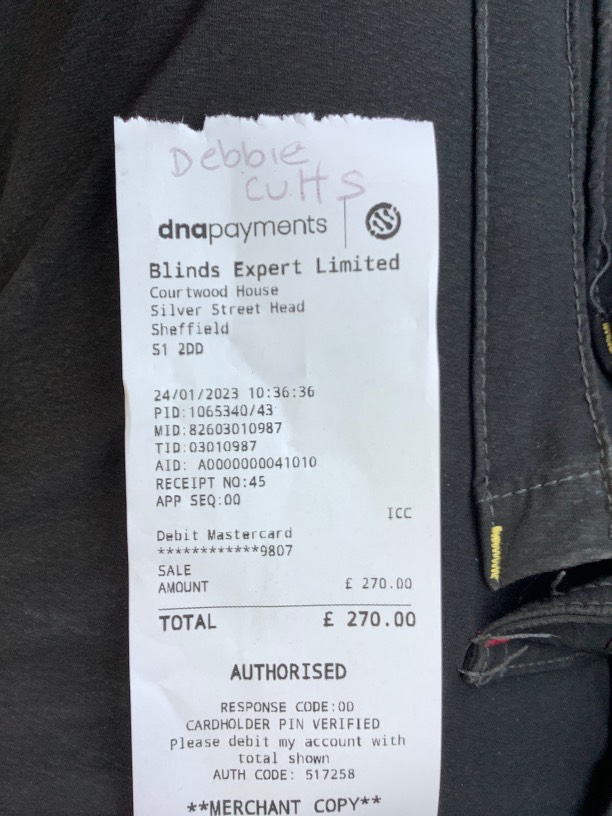 Debbie
Cutts
dnapayments
Blinds Expert Limited
Courtwood House
Silver Street Head
Sheffield
S1 2DD
24/01/2023 10:36:36
PID:1065340/43
MID:82603010987
TID:03010987
AID: A0000000041010
RECEIPT NO:45
APP SEQ:00
ICC
Debit Mastercard
************9807
SALE
AMOUNT £ 270.00
TOTAL £ 270.00
AUTHORISED
RESPONSE CODE:00
CARDHOLDER PIN VERIFIED
Please debit my account with
total shown
AUTH CODE: 517258
**MERCHANT COPY**